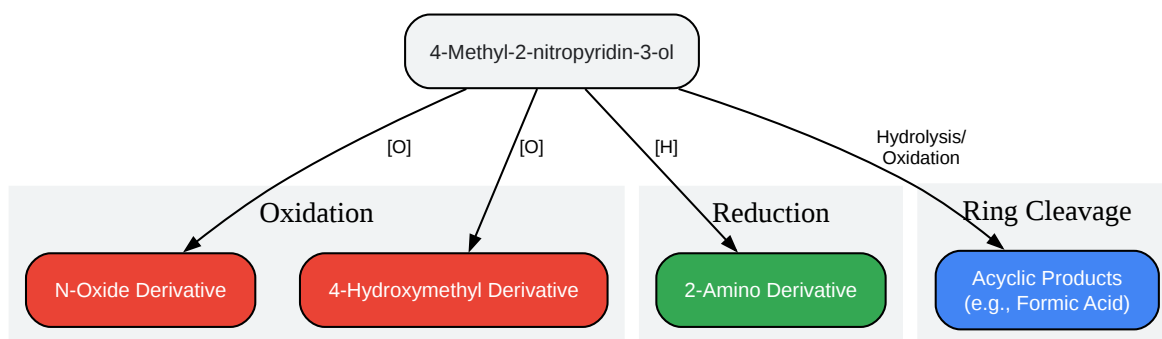 4-Methyl-2-nitropyridin-3-ol
[O]
[O]
[H]
Hydrolysis/
Oxidation
Oxidation
Reduction
Ring Cleavage
N-Oxide Derivative
4-Hydroxymethyl Derivative
2-Amino Derivative
Acyclic Products
(e.g., Formic Acid)